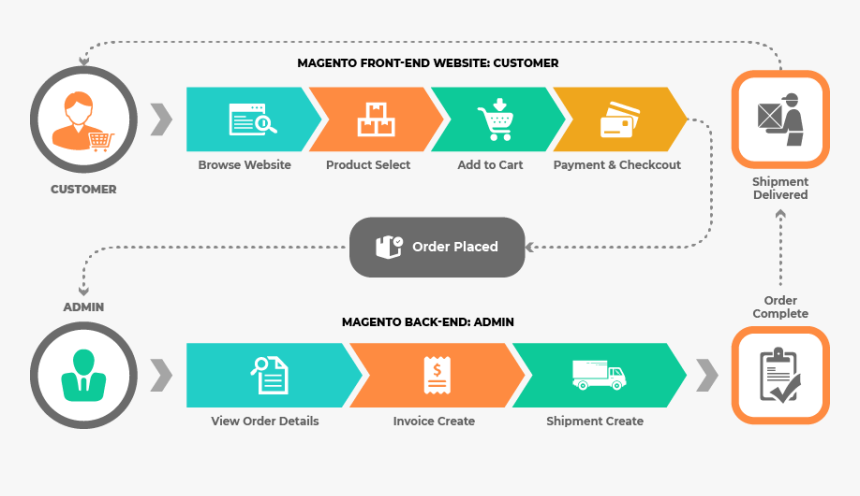 MAGENTO FRONT-END WEBSITE: CUSTOMER
CUSTOMER
Browse Website
Product Select
Add to Cart
Payment & Checkcout
Shipment
Delivered
Order Placed
ADMIN
MAGENTO BACK-END: ADMIN
$
View Order Details
Invoice Create
Shipment Create
Order
Complete